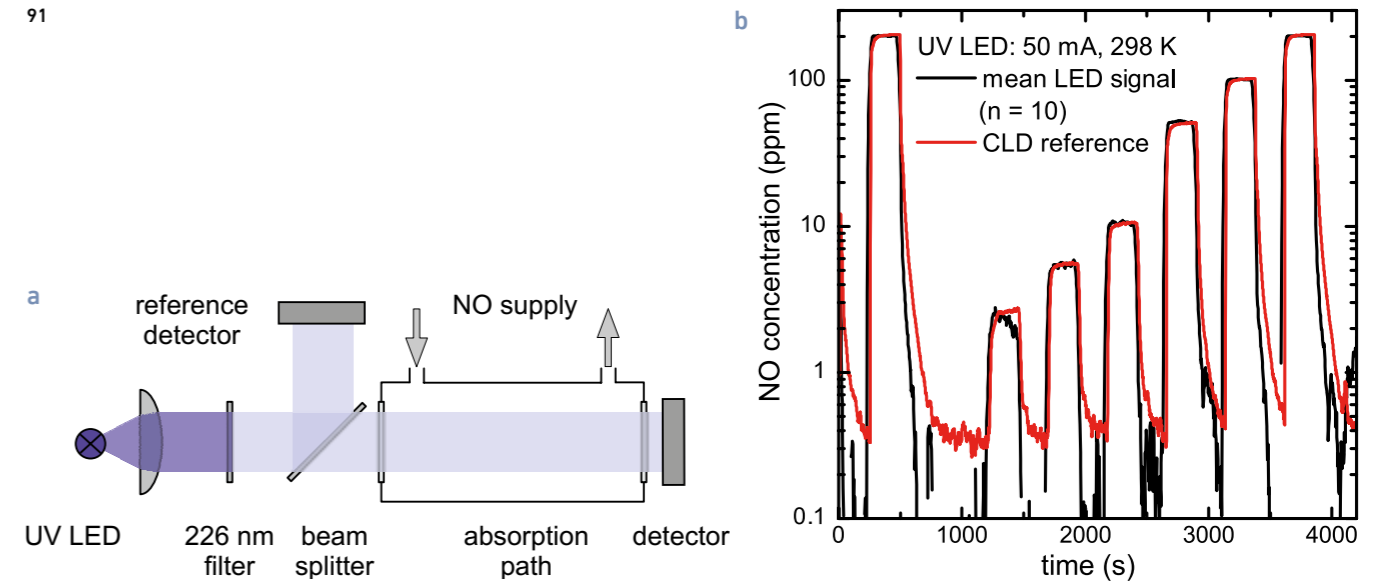 91
a
reference
detector
NO supply
UV LED
226 nm
filter
beam
splitter
absorption
path
detector
b
UV LED: 50 mA, 298 K
mean LED signal
(n = 10)
CLD reference
NO concentration (ppm)
100
10
1
0.1
0
1000
2000
3000
4000
time (s)